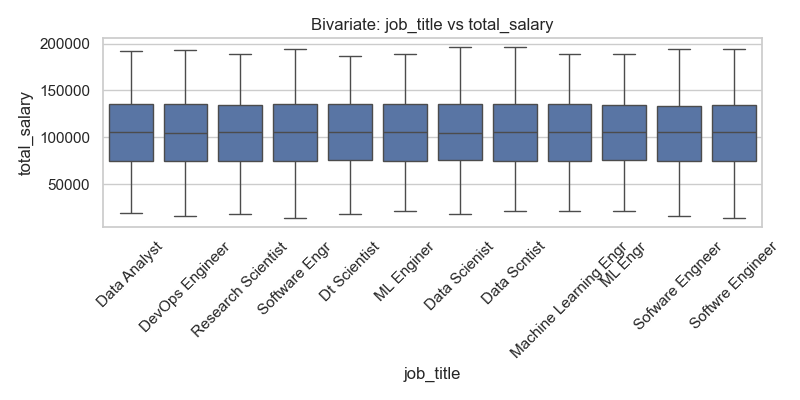 Bivariate: job_title vs total_salary
total_salary
200000
150000
100000
50000
Data Analyst
DevOps Engineer
Research Scientist
Software Engr
Dt Scientist
ML Enginer
Data Scienist
Data Scntist
Machine Learning Engr
ML Engr
Sofware Engneer
Softwre Engineer
job_title